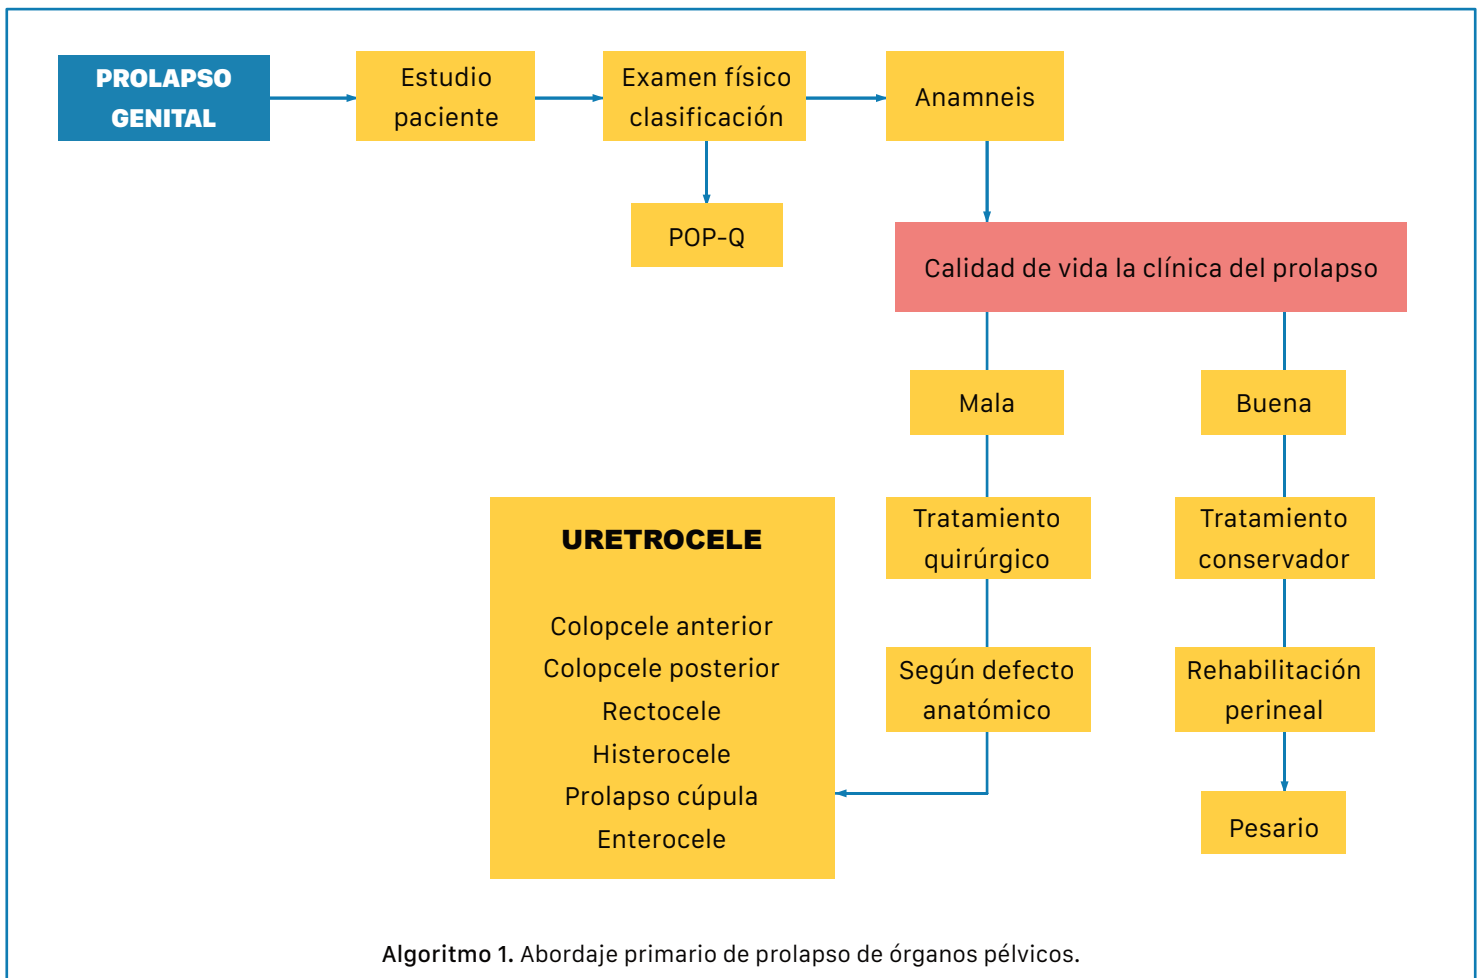 PROLAPSO
GENITAL
Estudio
paciente
Examen físico
clasificación
Anamneis
POP-Q
Calidad de vida la clínica del prolapso
Mala
Buena
Tratamiento
quirúrgico
Tratamiento
conservador
Según defecto
anatómico
Rehabilitación
perineal
Pesario
URETROCELE
Colopcele anterior
Colopcele posterior
Rectocele
Histerocele
Prolapso cúpula
Enterocele
Algoritmo 1. Abordaje primario de prolapso de órganos pélvicos.